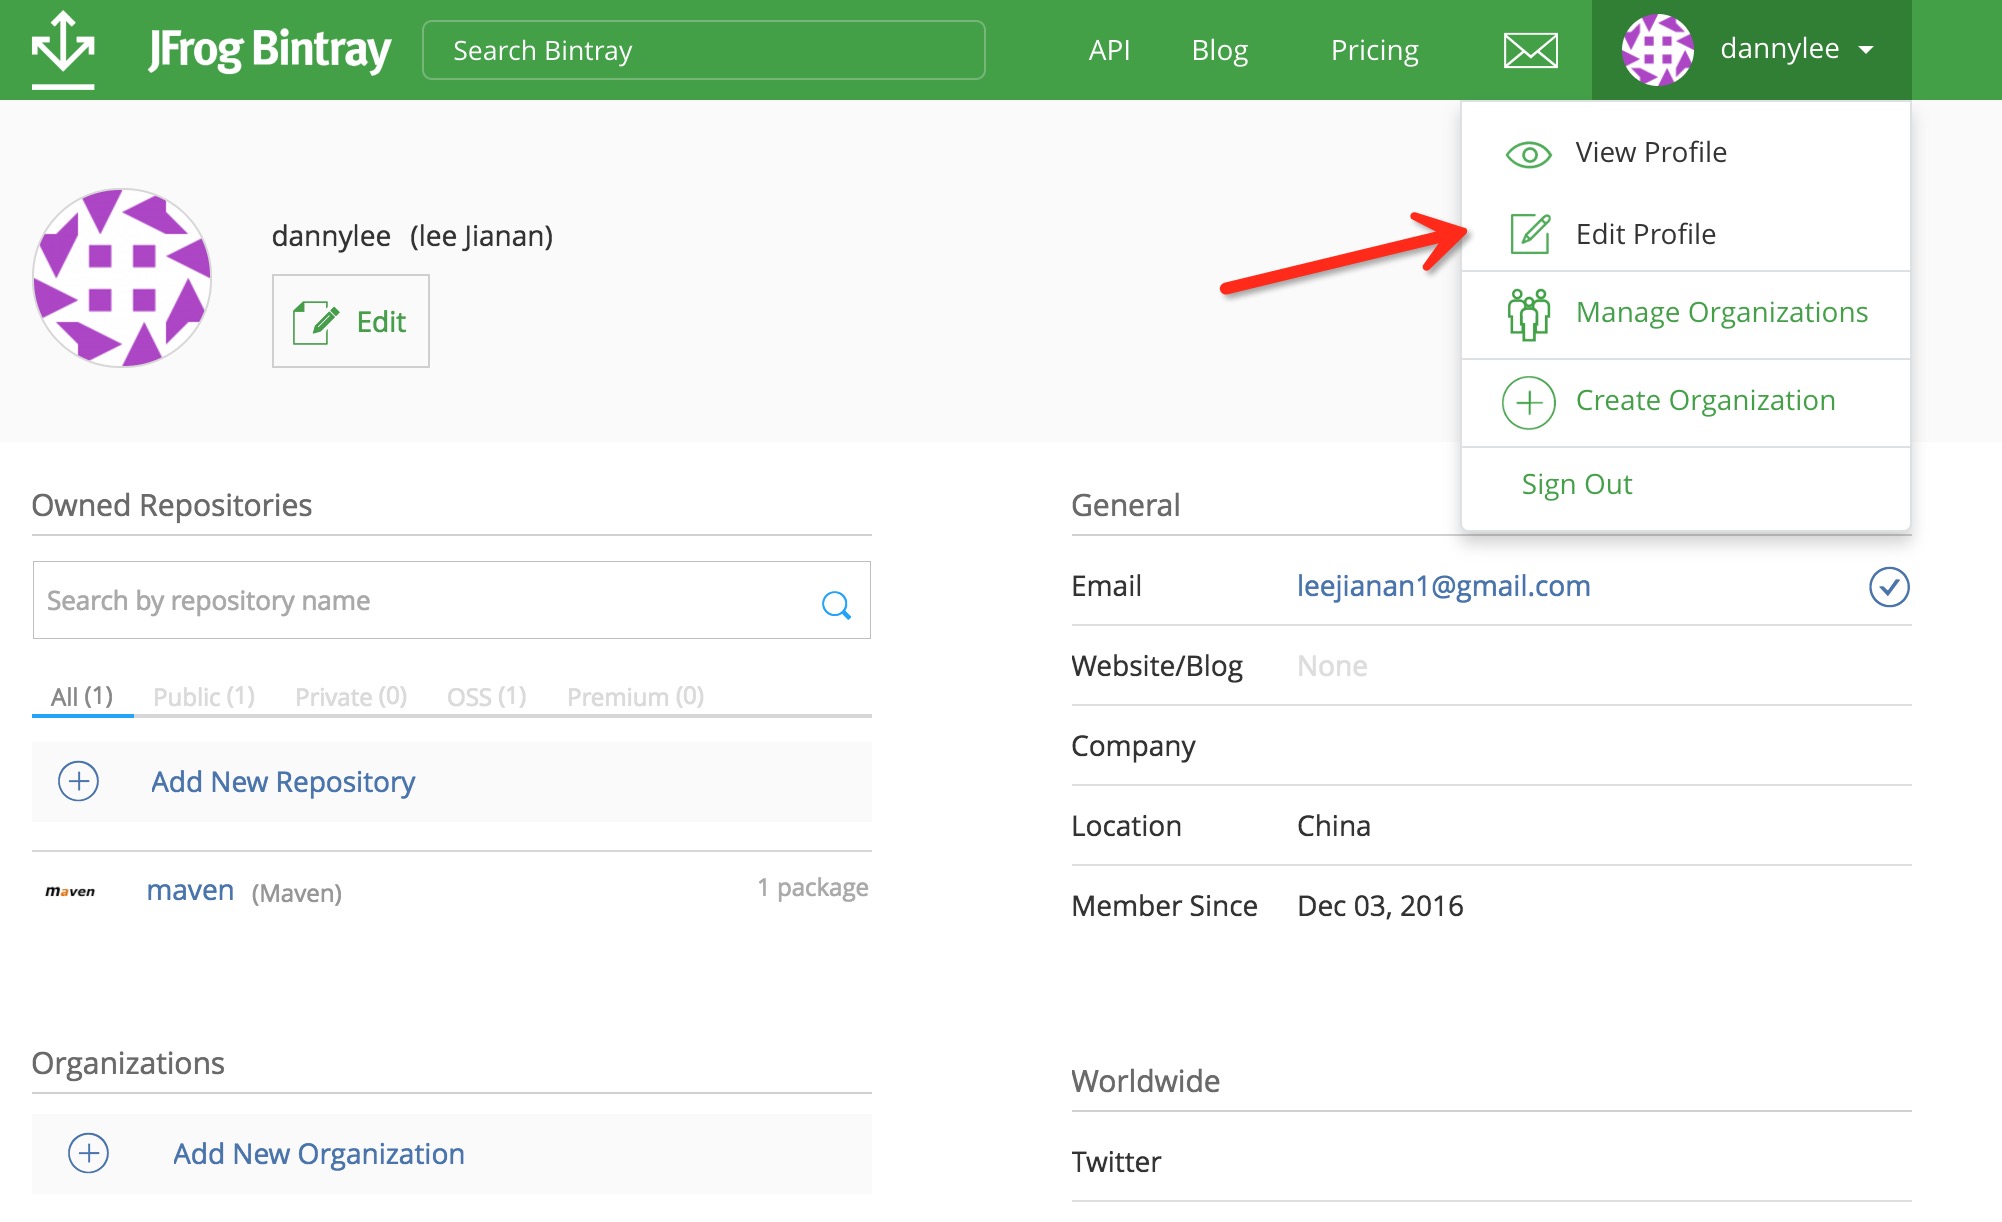 JFrog Bintray
Search Bintray
API
Blog
Pricing
dannylee
View Profile
Edit Profile
Manage Organizations
Create Organization
Sign Out
dannylee (lee Jianan)
Edit
Owned Repositories
Search by repository name
All (1) Public (1) Private (0) OSS (1) Premium (0)
Add New Repository
maven
maven (Maven)
1 package
Organizations
Add New Organization
General
Email leejianan1@gmail.com
Website/Blog None
Company
Location China
Member Since Dec 03, 2016
Worldwide
Twitter